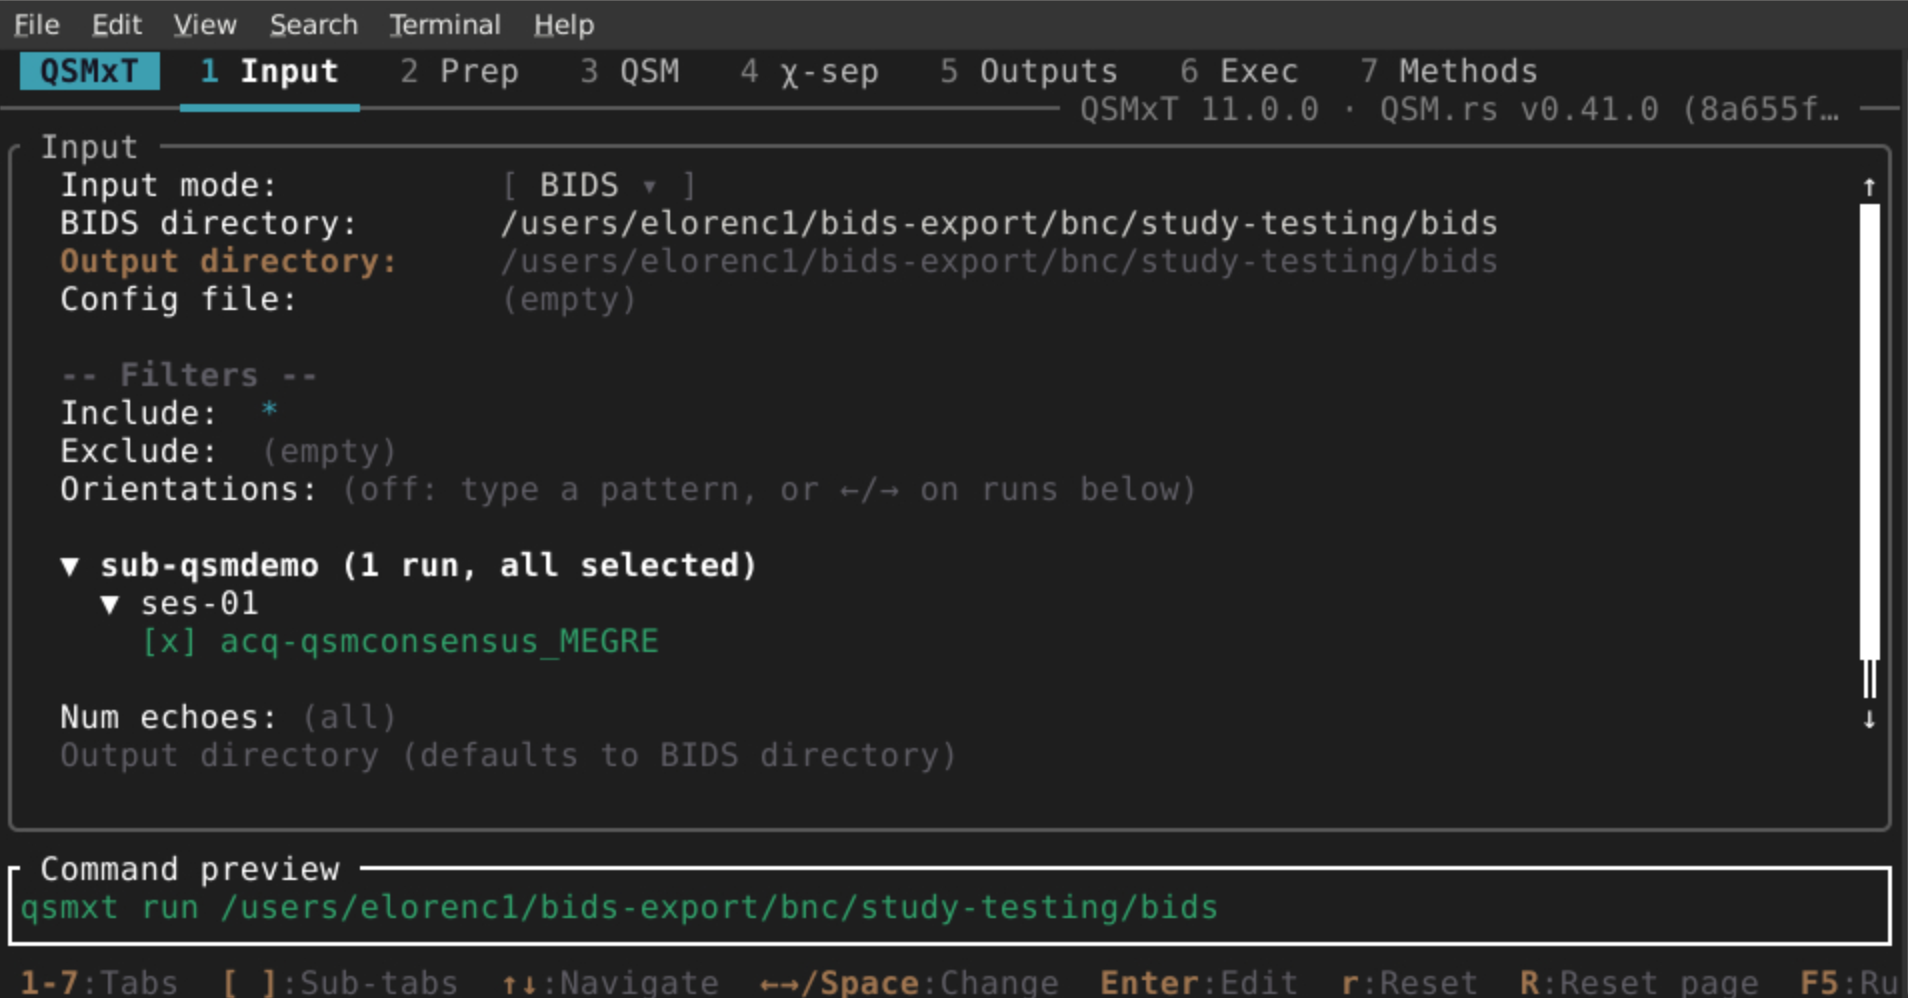 File Edit View Search Terminal Help
QSMxT 1 Input 2 Prep 3 QSM 4 χ-sep 5 Outputs 6 Exec 7 Methods
QSMxT 11.0.0 · QSM.rs v0.41.0 (8a655f…
Input
Input mode: [ BIDS ▾ ]
BIDS directory: /users/elorenc1/bids-export/bnc/study-testing/bids
Output directory: /users/elorenc1/bids-export/bnc/study-testing/bids
Config file: (empty)
-- Filters --
Include: *
Exclude: (empty)
Orientations: (off: type a pattern, or ←/→ on runs below)
▼ sub-qsmdemo (1 run, all selected)
▼ ses-01
[x] acq-qsmconsensus_MEGRE
Num echoes: (all)
Output directory (defaults to BIDS directory)
Command preview
qsmxt run /users/elorenc1/bids-export/bnc/study-testing/bids
1-7:Tabs [ ]:Sub-tabs ↑↓:Navigate ←→/Space:Change Enter:Edit r:Reset R:Reset page F5:Ru